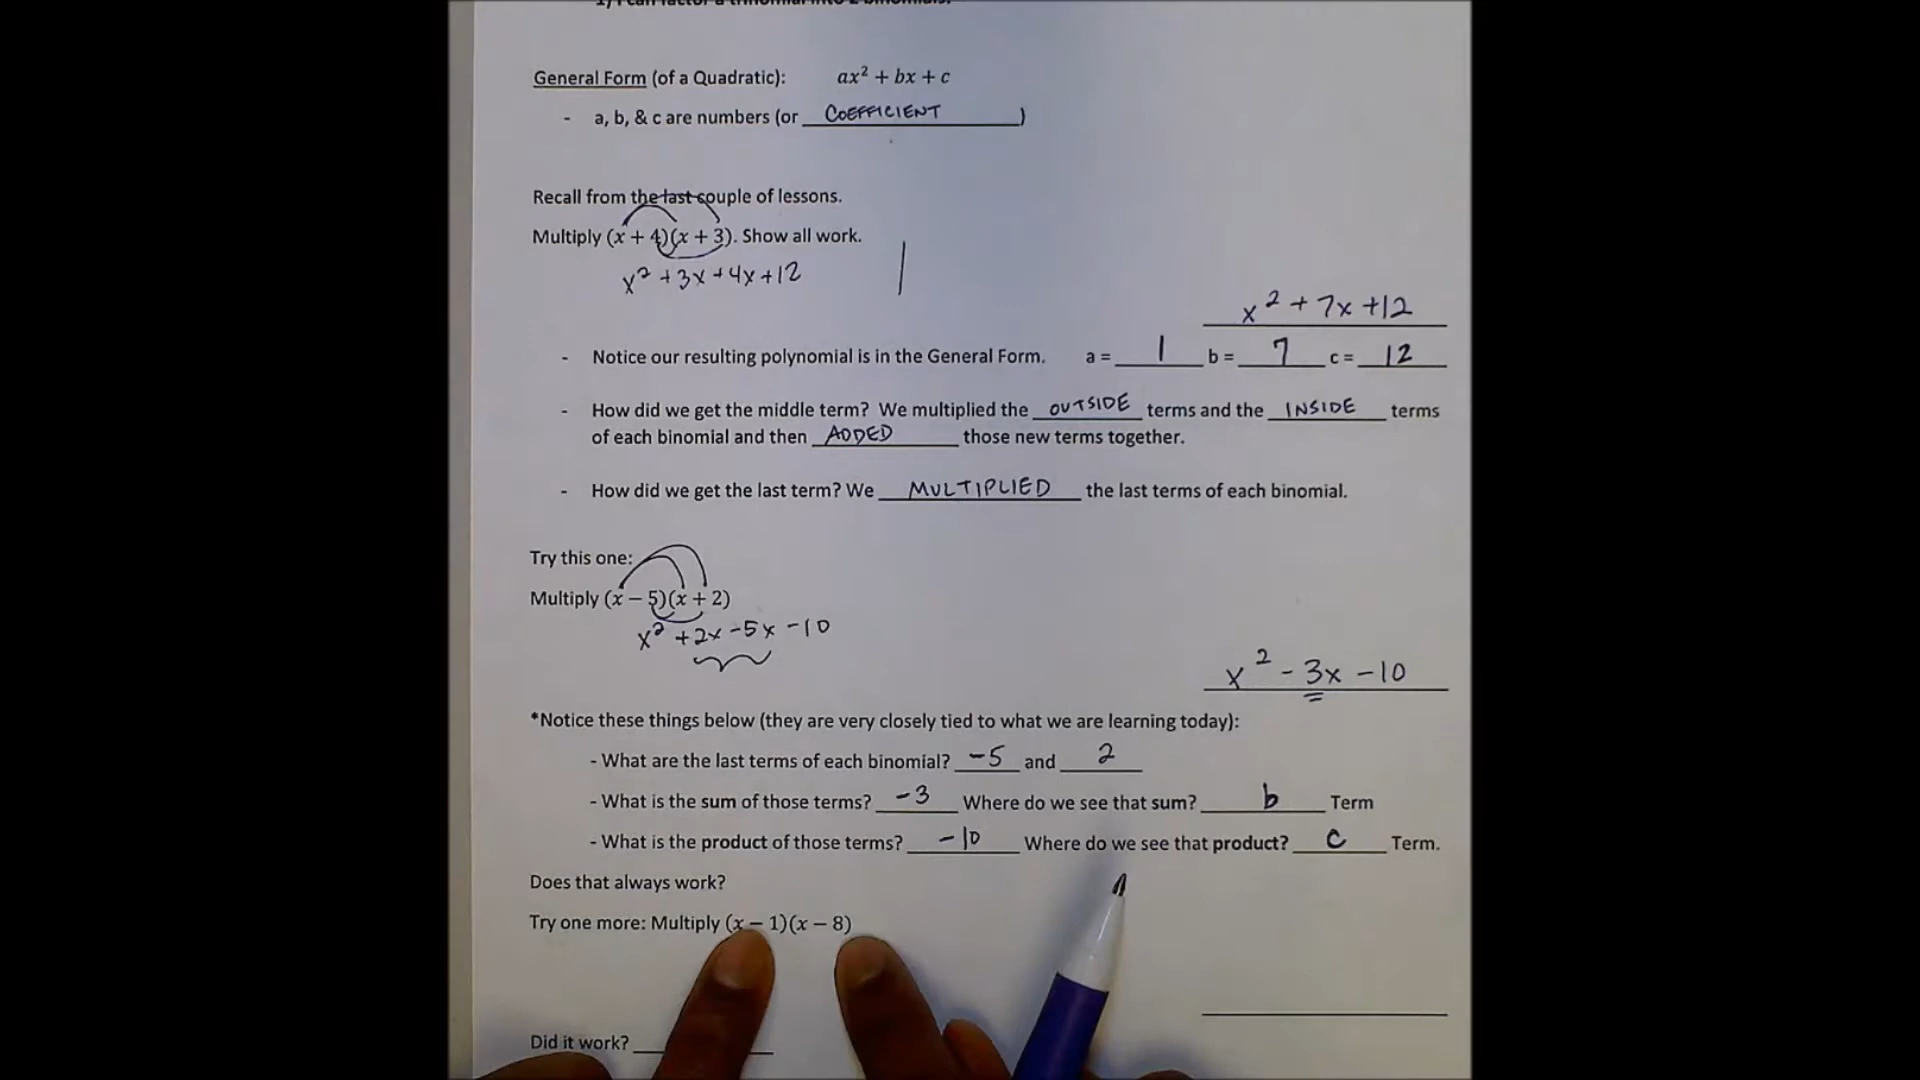 1) I can factor a trinomial into 2 binomials.
General Form (of a Quadratic): ax² + bx + c
- a, b, & c are numbers (or COEFFICIENT )
Recall from the last couple of lessons.
Multiply (x + 4)(x + 3). Show all work.
x² + 3x + 4x + 12
x² + 7x + 12
- Notice our resulting polynomial is in the General Form. a = 1 b = 7 c = 12
- How did we get the middle term? We multiplied the OUTSIDE terms and the INSIDE terms
of each binomial and then ADDED those new terms together.
- How did we get the last term? We MULTIPLIED the last terms of each binomial.
Try this one:
Multiply (x − 5)(x + 2)
x² + 2x - 5x - 10
x² - 3x - 10
*Notice these things below (they are very closely tied to what we are learning today):
- What are the last terms of each binomial? -5 and 2
- What is the sum of those terms? -3 Where do we see that sum? b Term
- What is the product of those terms? -10 Where do we see that product? C Term.
Does that always work?
Try one more: Multiply (x − 1)(x − 8)
Did it work?